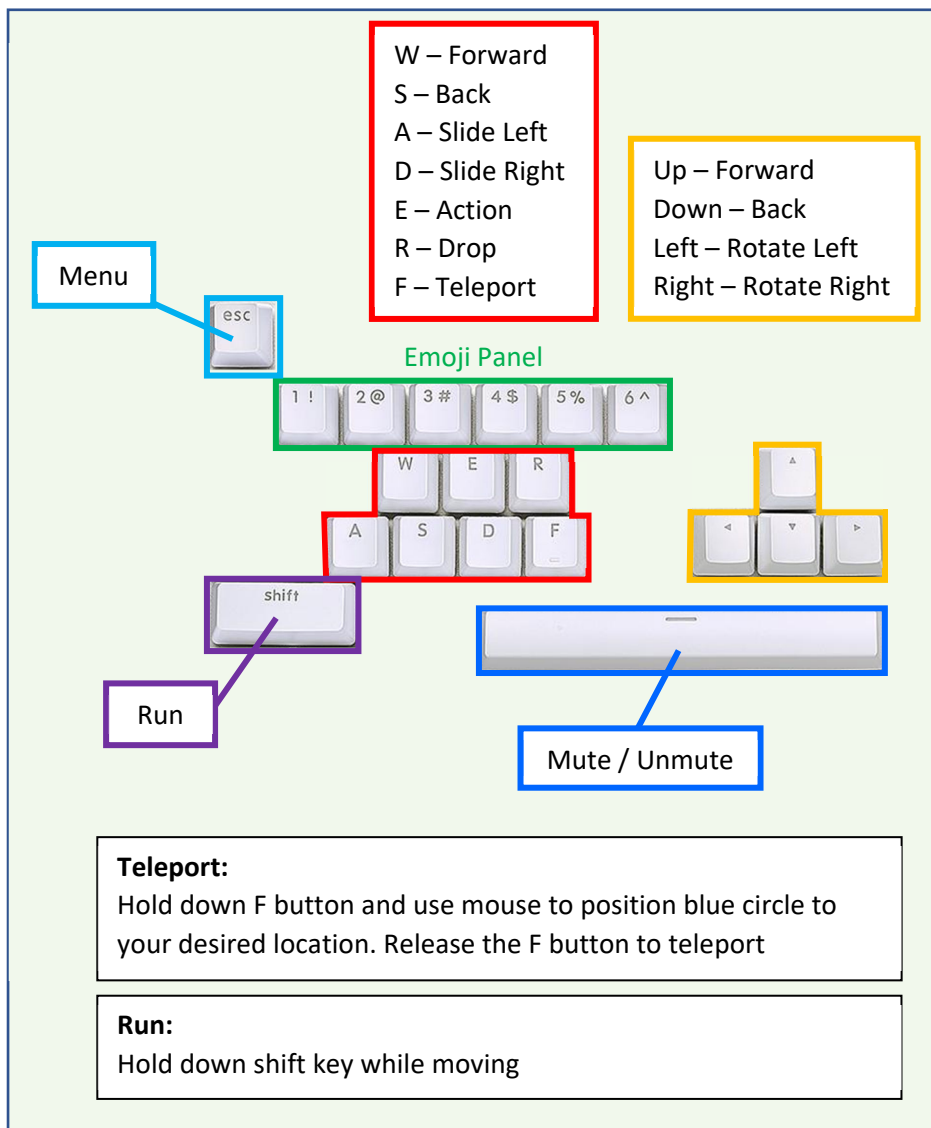 W – Forward
S – Back
A – Slide Left
D – Slide Right
E – Action
R – Drop
F – Teleport
Up – Forward
Down – Back
Left – Rotate Left
Right – Rotate Right
Menu
esc
Emoji Panel
1 ! 2 @ 3 # 4 $ 5 % 6 ^
W E R
A S D F
shift
Run
Mute / Unmute
Teleport:
Hold down F button and use mouse to position blue circle to
your desired location. Release the F button to teleport
Run:
Hold down shift key while moving